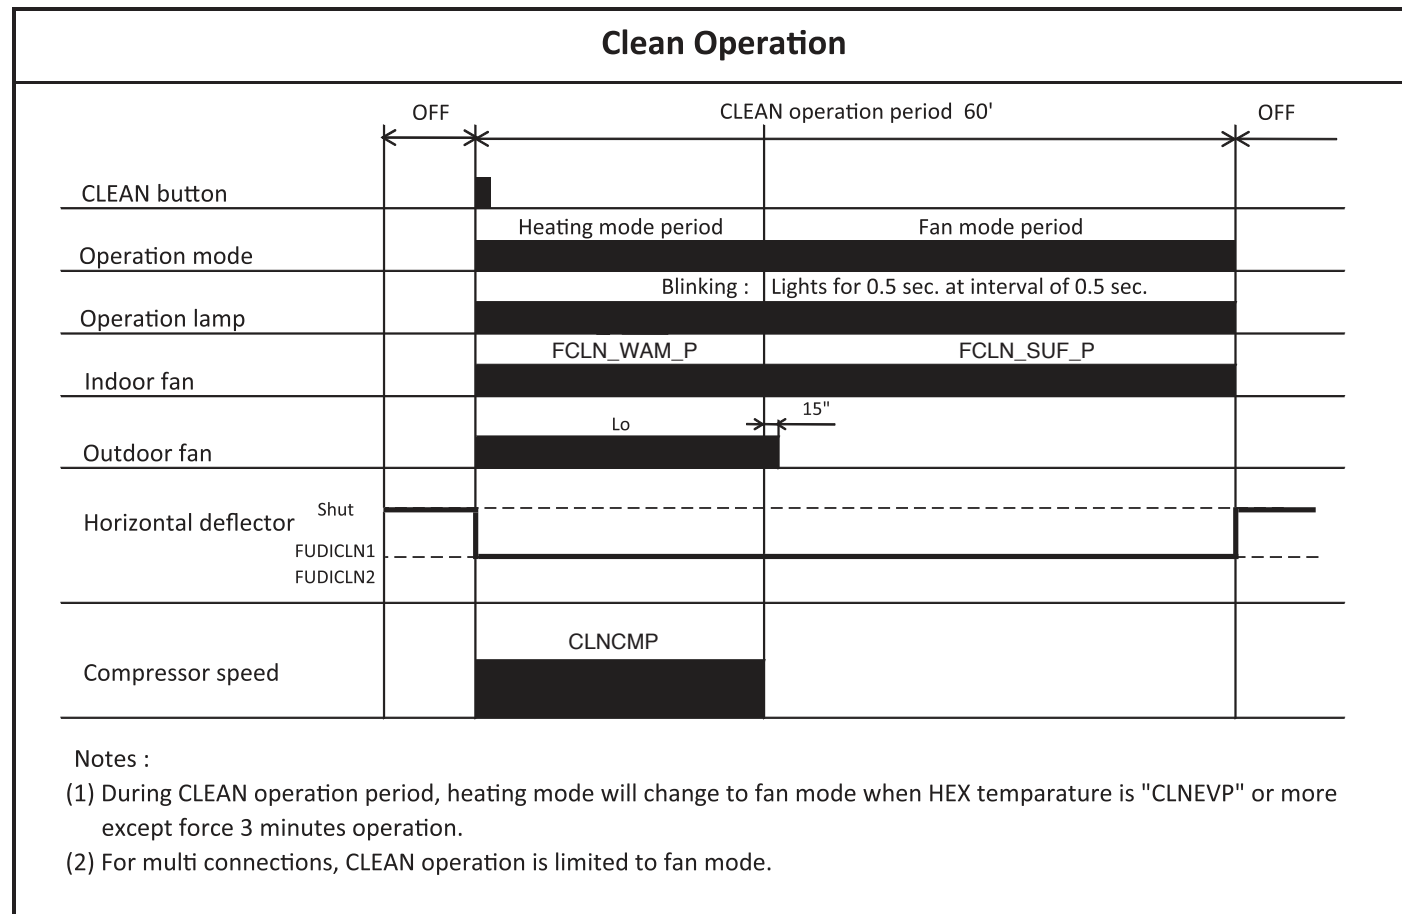 Clean Operation
OFF
CLEAN operation period 60'
OFF
CLEAN button
Heating mode period
Fan mode period
Operation mode
Blinking : Lights for 0.5 sec. at interval of 0.5 sec.
Operation lamp
FCLN_WAM_P
FCLN_SUF_P
Indoor fan
15"
Lo
Outdoor fan
Shut
Horizontal deflector
FUDICLN1
FUDICLN2
CLNCMP
Compressor speed
Notes :
(1) During CLEAN operation period, heating mode will change to fan mode when HEX temparature is "CLNEVP" or more
except force 3 minutes operation.
(2) For multi connections, CLEAN operation is limited to fan mode.